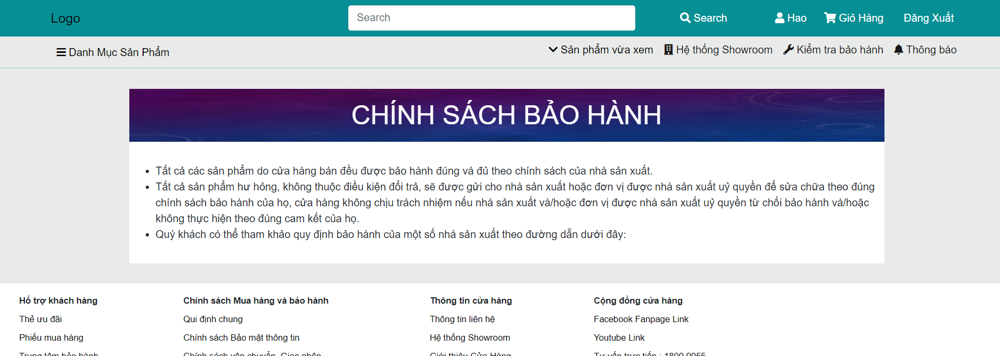 Logo
Search
Search
Hao
Giỏ Hàng
Đăng Xuất
Danh Mục Sản Phẩm
Sản phẩm vừa xem
Hệ thống Showroom
Kiểm tra bảo hành
Thông báo
CHÍNH SÁCH BẢO HÀNH
Tất cả các sản phẩm do cửa hàng bán đều được bảo hành đúng và đủ theo chính sách của nhà sản xuất.
Tất cả sản phẩm hư hỏng, không thuộc điều kiện đổi trả, sẽ được gửi cho nhà sản xuất hoặc đơn vị được nhà sản xuất uỷ quyền để sửa chữa theo đúng
chính sách bảo hành của họ, cửa hàng không chịu trách nhiệm nếu nhà sản xuất và/hoặc đơn vị được nhà sản xuất uỷ quyền từ chối bảo hành và/hoặc
không thực hiện theo đúng cam kết của họ.
Quý khách có thể tham khảo quy định bảo hành của một số nhà sản xuất theo đường dẫn dưới đây:
Hỗ trợ khách hàng
Thẻ ưu đãi
Phiếu mua hàng
Trung tâm bảo hành
Chính sách Mua hàng và bảo hành
Qui định chung
Chính sách Bảo mật thông tin
Chính sách vận chuyển, Giao nhận
Thông tin cửa hàng
Thông tin liên hệ
Hệ thống Showroom
Giới thiệu Cửa Hàng
Cộng đồng cửa hàng
Facebook Fanpage Link
Youtube Link
Tư vấn trực tiếp : 1800 9955